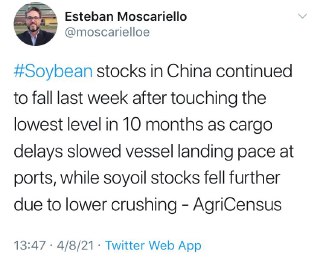 Esteban Moscariello
@moscarielloe
#Soybean stocks in China continued
to fall last week after touching the
lowest level in 10 months as cargo
delays slowed vessel landing pace at
ports, while soyoil stocks fell further
due to lower crushing - AgriCensus
13:47 · 4/8/21 · Twitter Web App